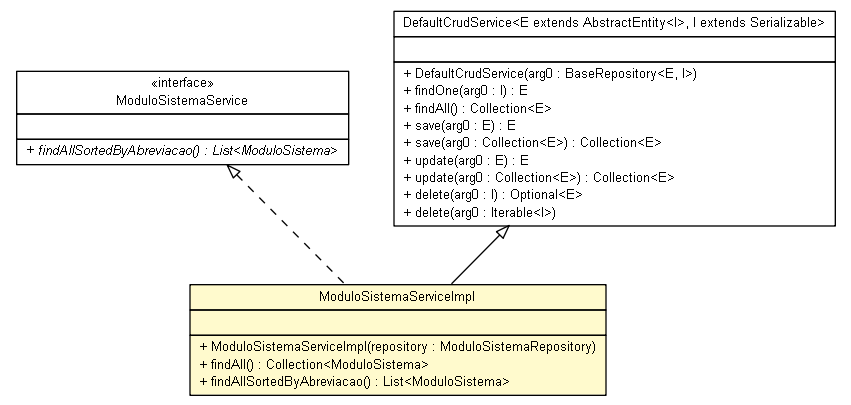 «interface»
ModuloSistemaService
+ findAllSortedByAbreviacao() : List<ModuloSistema>
DefaultCrudService<E extends AbstractEntity<I>, I extends Serializable>
+ DefaultCrudService(arg0 : BaseRepository<E, I>)
+ findOne(arg0 : I) : E
+ findAll() : Collection<E>
+ save(arg0 : E) : E
+ save(arg0 : Collection<E>) : Collection<E>
+ update(arg0 : E) : E
+ update(arg0 : Collection<E>) : Collection<E>
+ delete(arg0 : I) : Optional<E>
+ delete(arg0 : Iterable<I>)
ModuloSistemaServiceImpl
+ ModuloSistemaServiceImpl(repository : ModuloSistemaRepository)
+ findAll() : Collection<ModuloSistema>
+ findAllSortedByAbreviacao() : List<ModuloSistema>